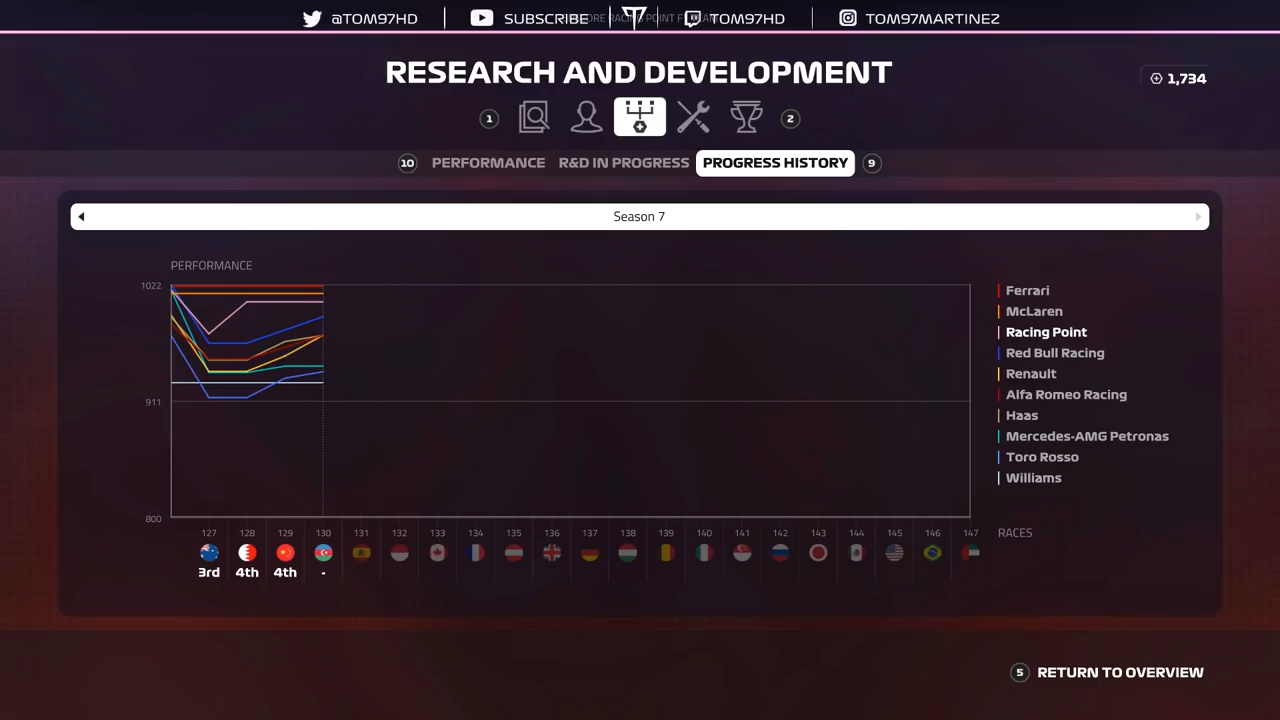 @TOM97HD SUBSCRIBE TOM97HD TOM97MARTINEZ
RESEARCH AND DEVELOPMENT
1,734
1 2
10 PERFORMANCE R&D IN PROGRESS PROGRESS HISTORY 9
Season 7
PERFORMANCE
1022
911
800
Ferrari
McLaren
Racing Point
Red Bull Racing
Renault
Alfa Romeo Racing
Haas
Mercedes-AMG Petronas
Toro Rosso
Williams
127 128 129 130 131 132 133 134 135 136 137 138 139 140 141 142 143 144 145 146 147 RACES
3rd 4th 4th -
5 RETURN TO OVERVIEW